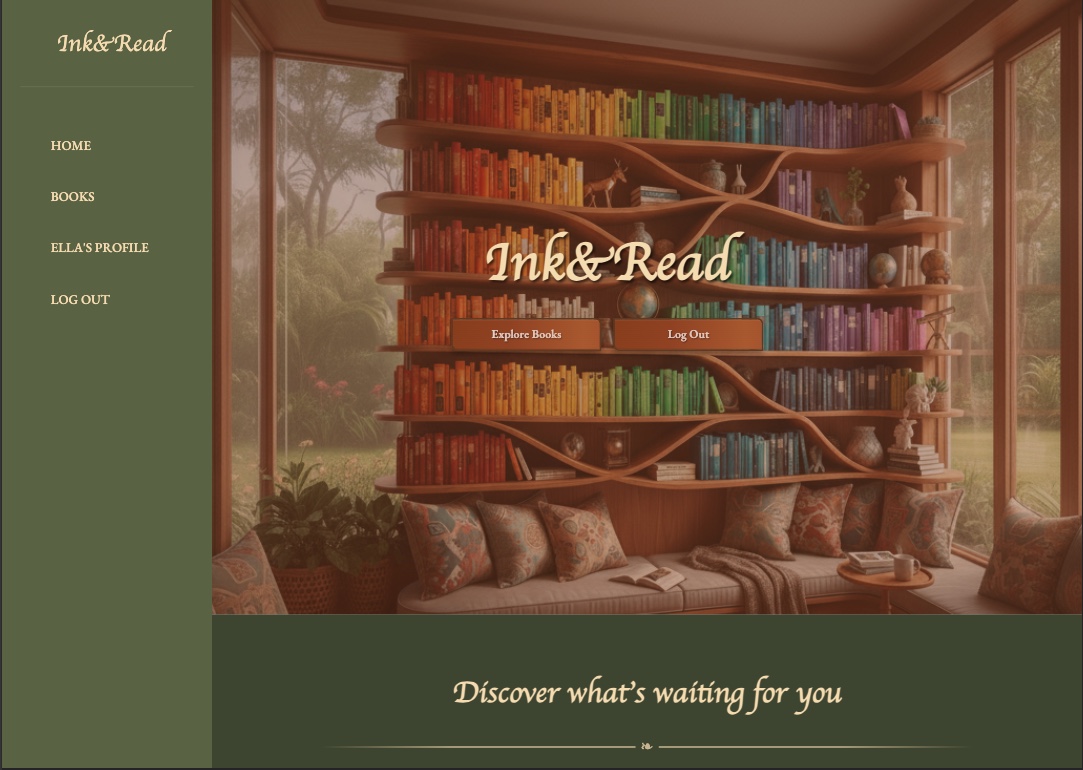 Ink&Read
HOME
BOOKS
ELLA'S PROFILE
LOG OUT
Ink&Read
Explore Books
Log Out
Discover what's waiting for you